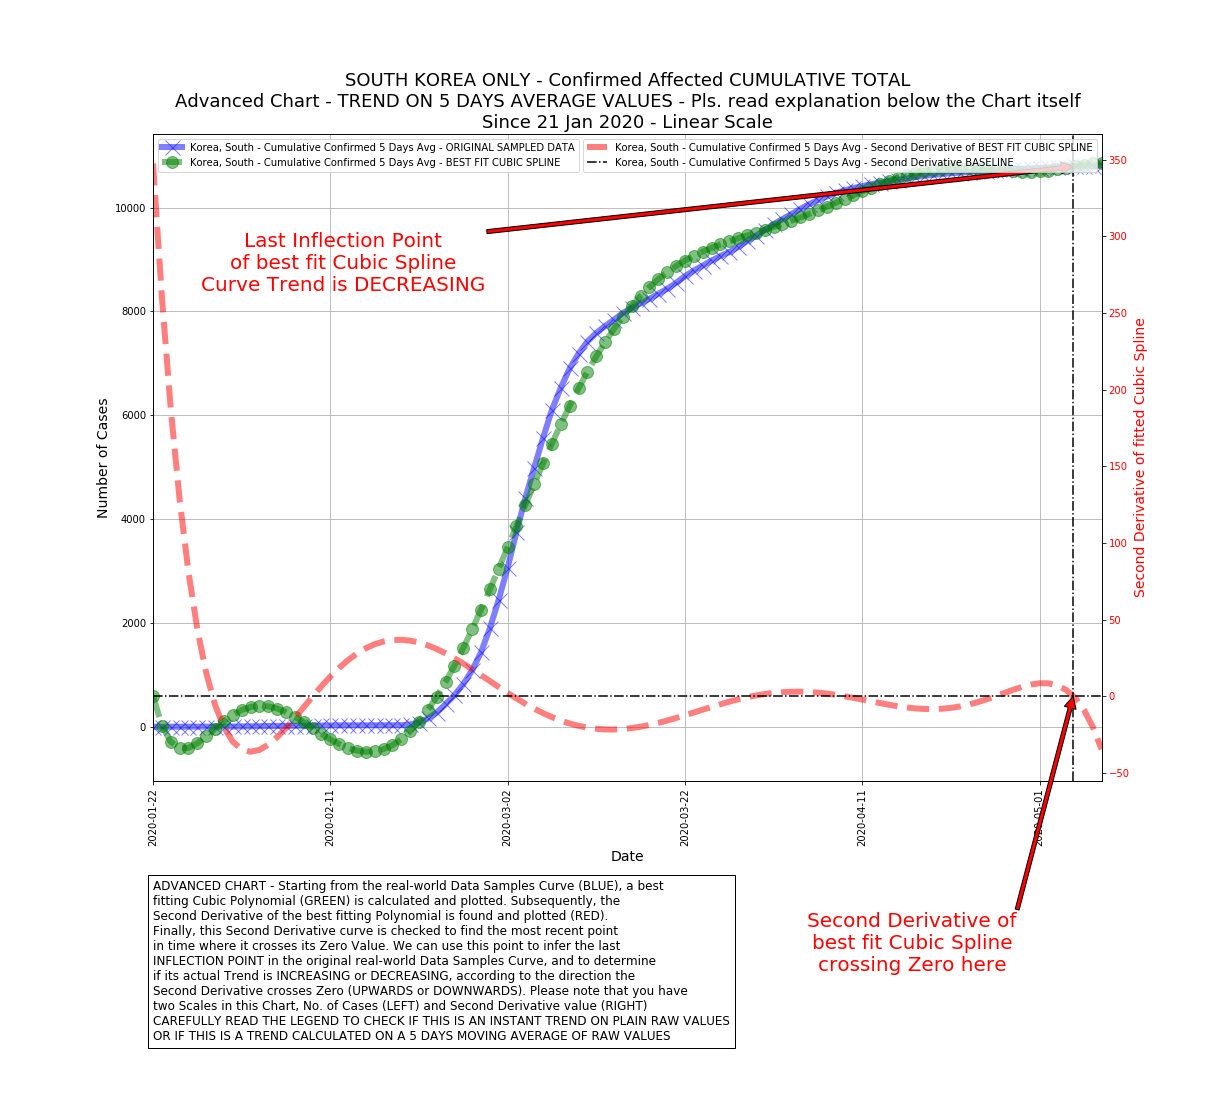 SOUTH KOREA ONLY - Confirmed Affected CUMULATIVE TOTAL
Advanced Chart - TREND ON 5 DAYS AVERAGE VALUES - Pls. read explanation below the Chart itself
Since 21 Jan 2020 - Linear Scale
Korea, South - Cumulative Confirmed 5 Days Avg - ORIGINAL SAMPLED DATA
Korea, South - Cumulative Confirmed 5 Days Avg - BEST FIT CUBIC SPLINE
Korea, South - Cumulative Confirmed 5 Days Avg - Second Derivative of BEST FIT CUBIC SPLINE
Korea, South - Cumulative Confirmed 5 Days Avg - Second Derivative BASELINE
Last Inflection Point
of best fit Cubic Spline
Curve Trend is DECREASING
Number of Cases
10000
8000
6000
4000
2000
0
350
300
250
200
150
100
50
0
−50
Second Derivative of fitted Cubic Spline
2020-01-22
2020-02-11
2020-03-02
2020-03-22
2020-04-11
2020-05-01
Date
ADVANCED CHART - Starting from the real-world Data Samples Curve (BLUE), a best
fitting Cubic Polynomial (GREEN) is calculated and plotted. Subsequently, the
Second Derivative of the best fitting Polynomial is found and plotted (RED).
Finally, this Second Derivative curve is checked to find the most recent point
in time where it crosses its Zero Value. We can use this point to infer the last
INFLECTION POINT in the original real-world Data Samples Curve, and to determine
if its actual Trend is INCREASING or DECREASING, according to the direction the
Second Derivative crosses Zero (UPWARDS or DOWNWARDS). Please note that you have
two Scales in this Chart, No. of Cases (LEFT) and Second Derivative value (RIGHT)
CAREFULLY READ THE LEGEND TO CHECK IF THIS IS AN INSTANT TREND ON PLAIN RAW VALUES
OR IF THIS IS A TREND CALCULATED ON A 5 DAYS MOVING AVERAGE OF RAW VALUES
Second Derivative of
best fit Cubic Spline
crossing Zero here